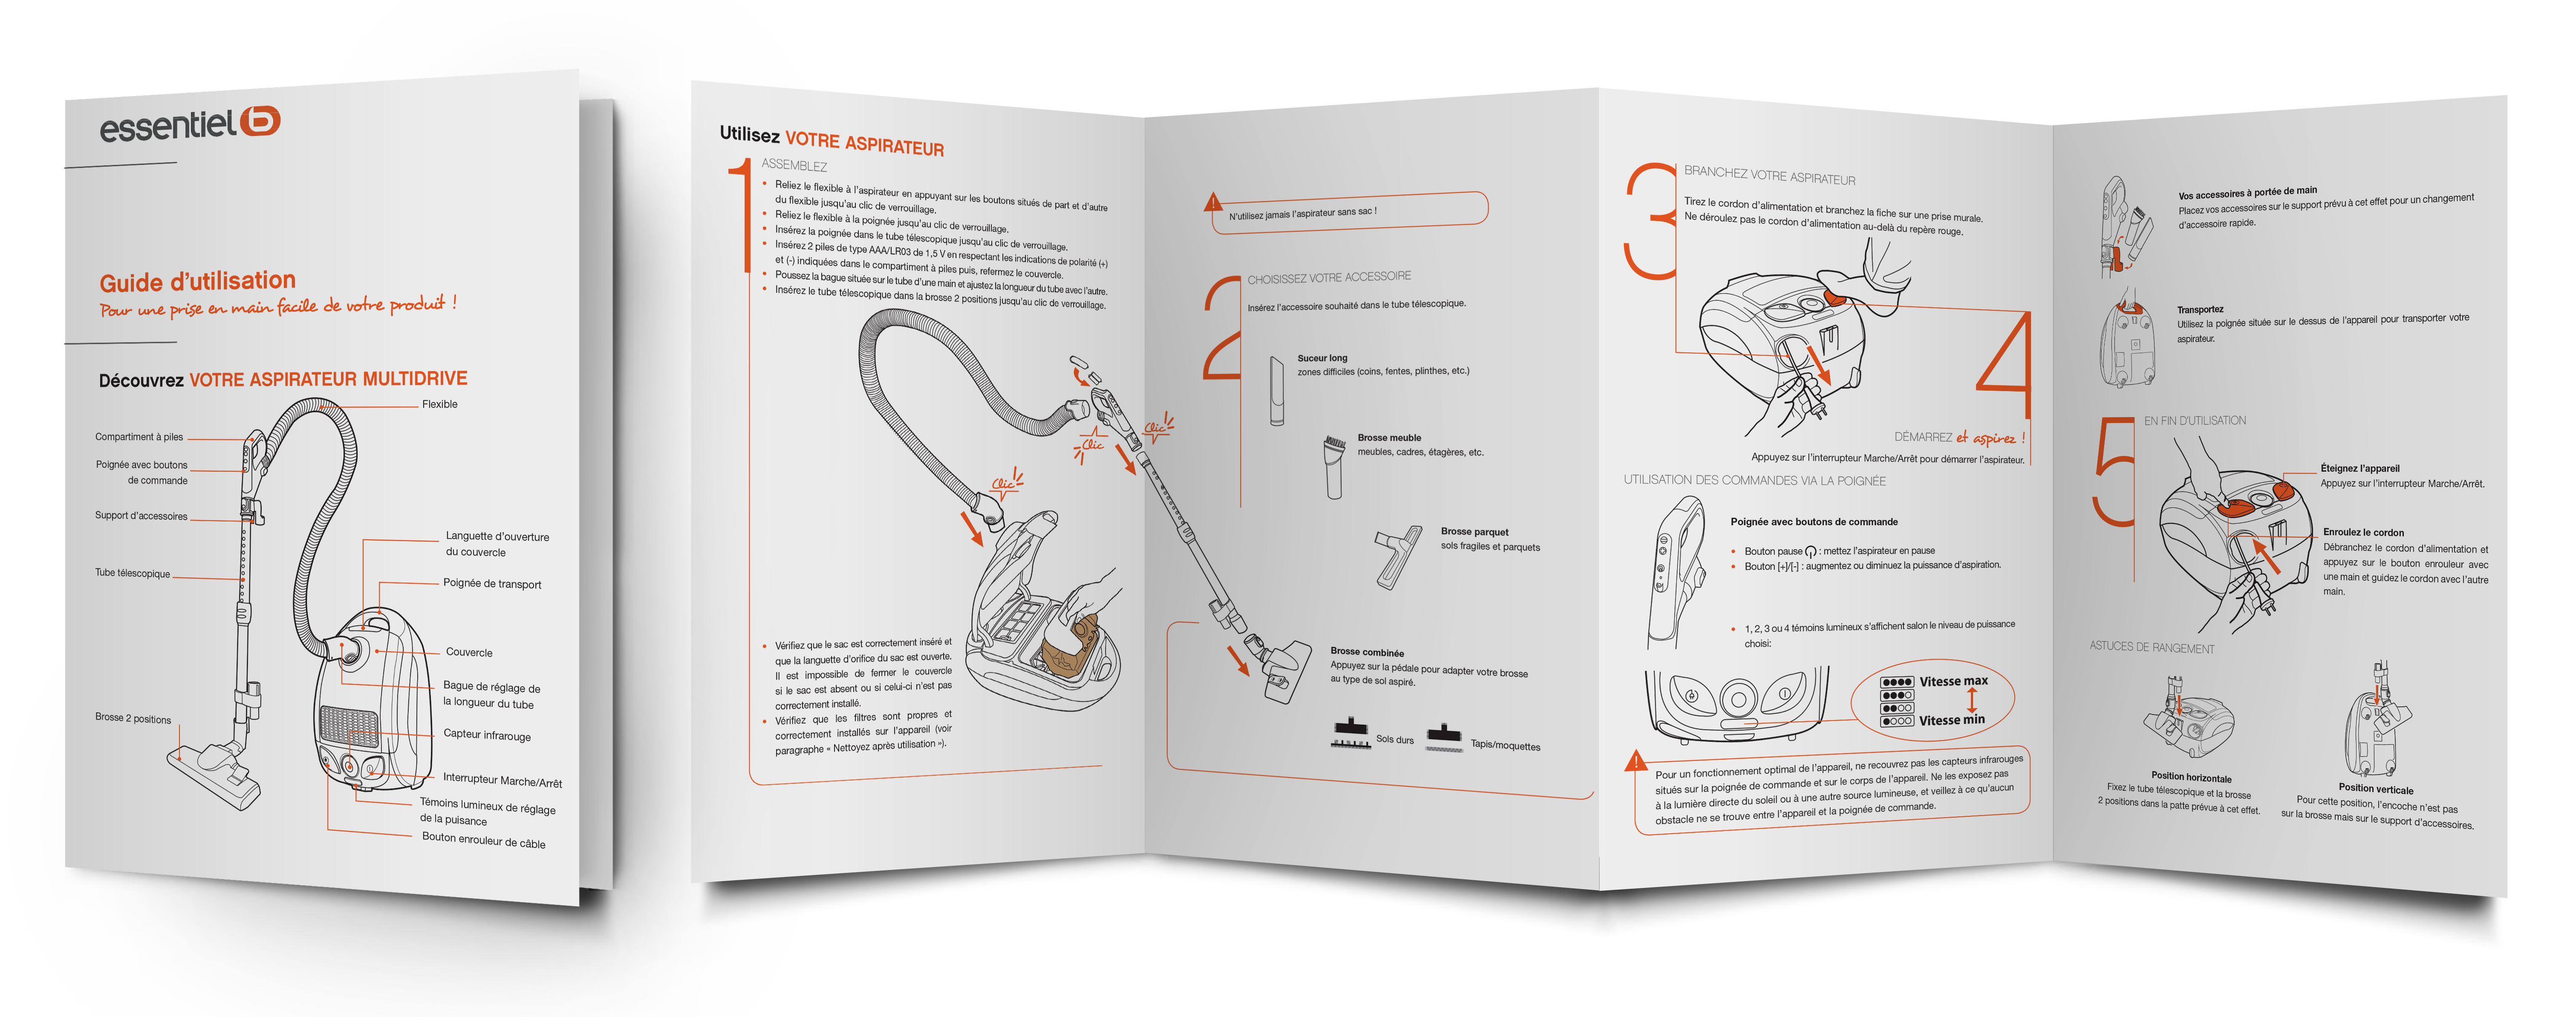 essentiel b
Guide d'utilisation
Pour une prise en main facile de votre produit !
Découvrez VOTRE ASPIRATEUR MULTIDRIVE
Flexible
Compartiment à piles
Poignée avec boutons
de commande
Support d'accessoires
Languette d'ouverture
du couvercle
Tube télescopique
Poignée de transport
Couvercle
Bague de réglage de
la longueur du tube
Brosse 2 positions
Capteur infrarouge
Interrupteur Marche/Arrêt
Témoins lumineux de réglage
de la puisance
Bouton enrouleur de câble
Utilisez VOTRE ASPIRATEUR
1
ASSEMBLEZ
• Reliez le flexible à l'aspirateur en appuyant sur les boutons situés de part et d'autre
du flexible jusqu'au clic de verrouillage.
• Reliez le flexible à la poignée jusqu'au clic de verrouillage.
• Insérez la poignée dans le tube télescopique jusqu'au clic de verrouillage.
• Insérez 2 piles de type AAA/LR03 de 1,5 V en respectant les indications de polarité (+)
et (-) indiquées dans le compartiment à piles puis, refermez le couvercle.
• Poussez la bague située sur le tube d'une main et ajustez la longueur du tube avec l'autre.
• Insérez le tube télescopique dans la brosse 2 positions jusqu'au clic de verrouillage.
Clic
Clic
Clic
• Vérifiez que le sac est correctement inséré et
que la languette d'orifice du sac est ouverte.
Il est impossible de fermer le couvercle
si le sac est absent ou si celui-ci n'est pas
correctement installé.
• Vérifiez que les filtres sont propres et
correctement installés sur l'appareil (voir
paragraphe « Nettoyez après utilisation »).
! N'utilisez jamais l'aspirateur sans sac !
2
CHOISISSEZ VOTRE ACCESSOIRE
Insérez l'accessoire souhaité dans le tube télescopique.
Suceur long
zones difficiles (coins, fentes, plinthes, etc.)
Brosse meuble
meubles, cadres, étagères, etc.
Brosse parquet
sols fragiles et parquets
Brosse combinée
Appuyez sur la pédale pour adapter votre brosse
au type de sol aspiré.
Sols durs
Tapis/moquettes
3
BRANCHEZ VOTRE ASPIRATEUR
Tirez le cordon d'alimentation et branchez la fiche sur une prise murale.
Ne déroulez pas le cordon d'alimentation au-delà du repère rouge.
4
DÉMARREZ et aspirez !
Appuyez sur l'interrupteur Marche/Arrêt pour démarrer l'aspirateur.
UTILISATION DES COMMANDES VIA LA POIGNÉE
Poignée avec boutons de commande
• Bouton pause : mettez l'aspirateur en pause
• Bouton [+]/[-] : augmentez ou diminuez la puissance d'aspiration.
• 1, 2, 3 ou 4 témoins lumineux s'affichent salon le niveau de puissance
choisi:
Vitesse max
Vitesse min
! Pour un fonctionnement optimal de l'appareil, ne recouvrez pas les capteurs infrarouges
situés sur la poignée de commande et sur le corps de l'appareil. Ne les exposez pas
à la lumière directe du soleil ou à une autre source lumineuse, et veillez à ce qu'aucun
obstacle ne se trouve entre l'appareil et la poignée de commande.
Vos accessoires à portée de main
Placez vos accessoires sur le support prévu à cet effet pour un changement
d'accessoire rapide.
Transportez
Utilisez la poignée située sur le dessus de l'appareil pour transporter votre
aspirateur.
5
EN FIN D'UTILISATION
Éteignez l'appareil
Appuyez sur l'interrupteur Marche/Arrêt.
Enroulez le cordon
Débranchez le cordon d'alimentation et
appuyez sur le bouton enrouleur avec
une main et guidez le cordon avec l'autre
main.
ASTUCES DE RANGEMENT
Position horizontale
Fixez le tube télescopique et la brosse
2 positions dans la patte prévue à cet effet.
Position verticale
Pour cette position, l'encoche n'est pas
sur la brosse mais sur le support d'accessoires.